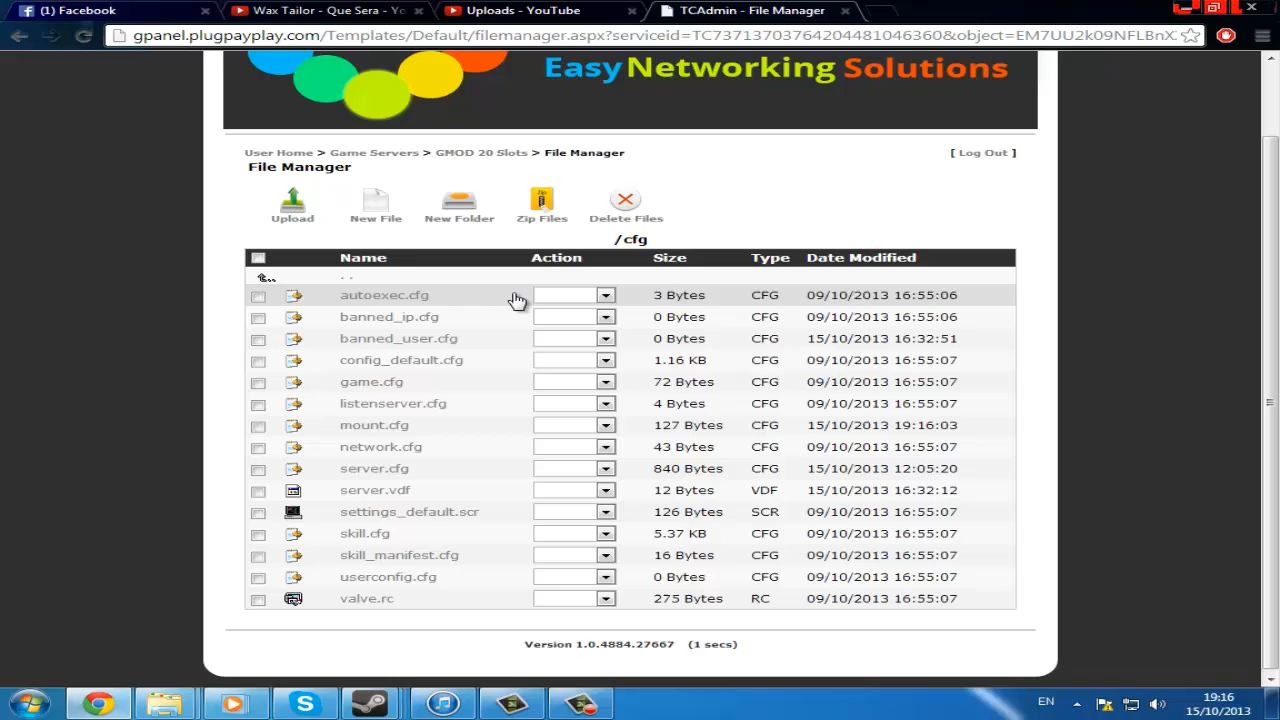 (1) Facebook
Wax Tailor - Que Sera - Yo
Uploads - YouTube
TCAdmin - File Manager
gpanel.plugpayplay.com/Templates/Default/filemanager.aspx?serviceid=TC73713703764204481046360&object=EM7UU2k09NFLBnX
Easy Networking Solutions
User Home > Game Servers > GMOD 20 Slots > File Manager
[ Log Out ]
File Manager
Upload
New File
New Folder
Zip Files
Delete Files
/cfg
Name Action Size Type Date Modified
..
autoexec.cfg 3 Bytes CFG 09/10/2013 16:55:06
banned_ip.cfg 0 Bytes CFG 09/10/2013 16:55:06
banned_user.cfg 0 Bytes CFG 15/10/2013 16:32:51
config_default.cfg 1.16 KB CFG 09/10/2013 16:55:07
game.cfg 72 Bytes CFG 09/10/2013 16:55:07
listenserver.cfg 4 Bytes CFG 09/10/2013 16:55:07
mount.cfg 127 Bytes CFG 15/10/2013 19:16:03
network.cfg 43 Bytes CFG 09/10/2013 16:55:07
server.cfg 840 Bytes CFG 15/10/2013 12:05:20
server.vdf 12 Bytes VDF 15/10/2013 16:32:12
settings_default.scr 126 Bytes SCR 09/10/2013 16:55:07
skill.cfg 5.37 KB CFG 09/10/2013 16:55:07
skill_manifest.cfg 16 Bytes CFG 09/10/2013 16:55:07
userconfig.cfg 0 Bytes CFG 09/10/2013 16:55:07
valve.rc 275 Bytes RC 09/10/2013 16:55:07
Version 1.0.4884.27667 (1 secs)
EN
19:16
15/10/2013